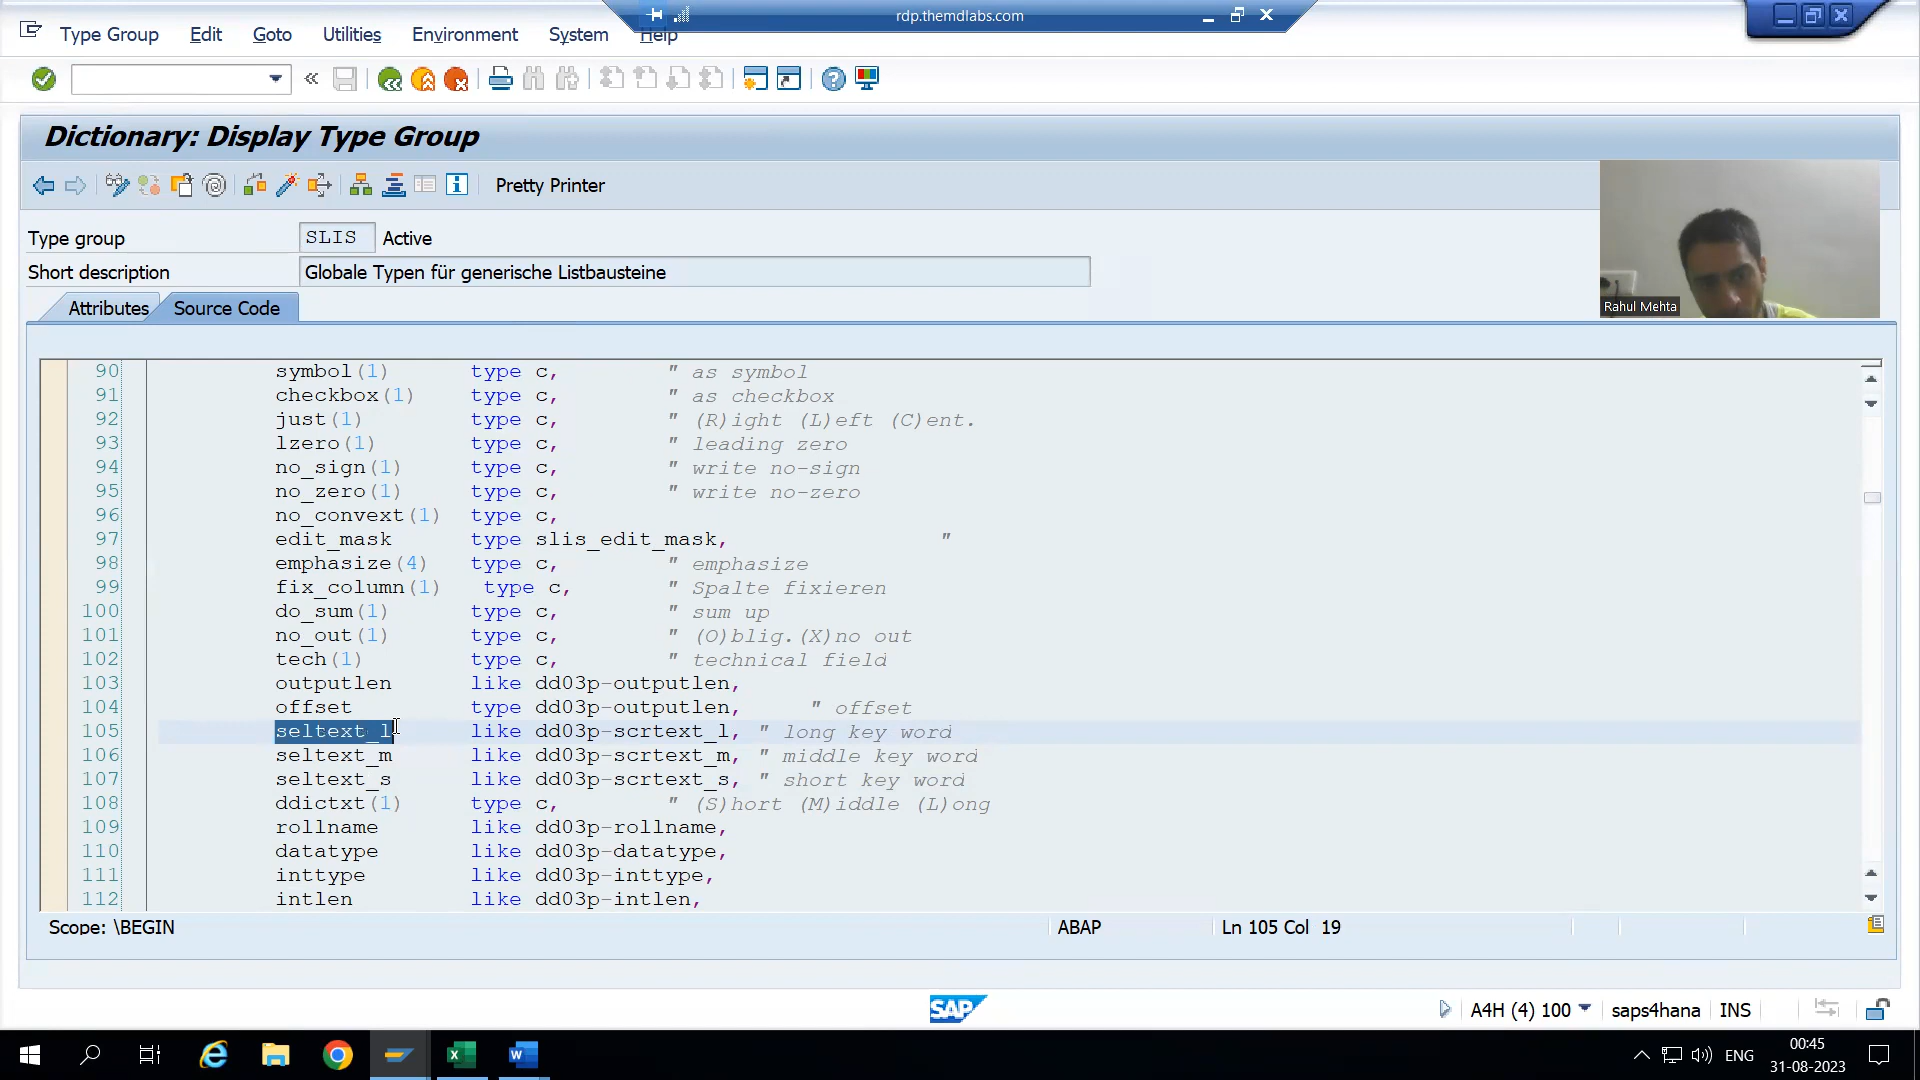 rdp.themdlabs.com
Type Group Edit Goto Utilities Environment System Help
Dictionary: Display Type Group
Pretty Printer
Type group SLIS Active
Short description Globale Typen für generische Listbausteine
Attributes Source Code
Rahul Mehta
90 symbol(1) type c, " as symbol
91 checkbox(1) type c, " as checkbox
92 just(1) type c, " (R)ight (L)eft (C)ent.
93 lzero(1) type c, " leading zero
94 no_sign(1) type c, " write no-sign
95 no_zero(1) type c, " write no-zero
96 no_convext(1) type c,
97 edit_mask type slis_edit_mask, "
98 emphasize(4) type c, " emphasize
99 fix_column(1) type c, " Spalte fixieren
100 do_sum(1) type c, " sum up
101 no_out(1) type c, " (O)blig.(X)no out
102 tech(1) type c, " technical field
103 outputlen like dd03p-outputlen,
104 offset type dd03p-outputlen, " offset
105 seltext_l like dd03p-scrtext_l, " long key word
106 seltext_m like dd03p-scrtext_m, " middle key word
107 seltext_s like dd03p-scrtext_s, " short key word
108 ddictxt(1) type c, " (S)hort (M)iddle (L)ong
109 rollname like dd03p-rollname,
110 datatype like dd03p-datatype,
111 inttype like dd03p-inttype,
112 intlen like dd03p-intlen,
Scope: \BEGIN ABAP Ln 105 Col 19
SAP
A4H (4) 100 saps4hana INS
ENG
00:45
31-08-2023